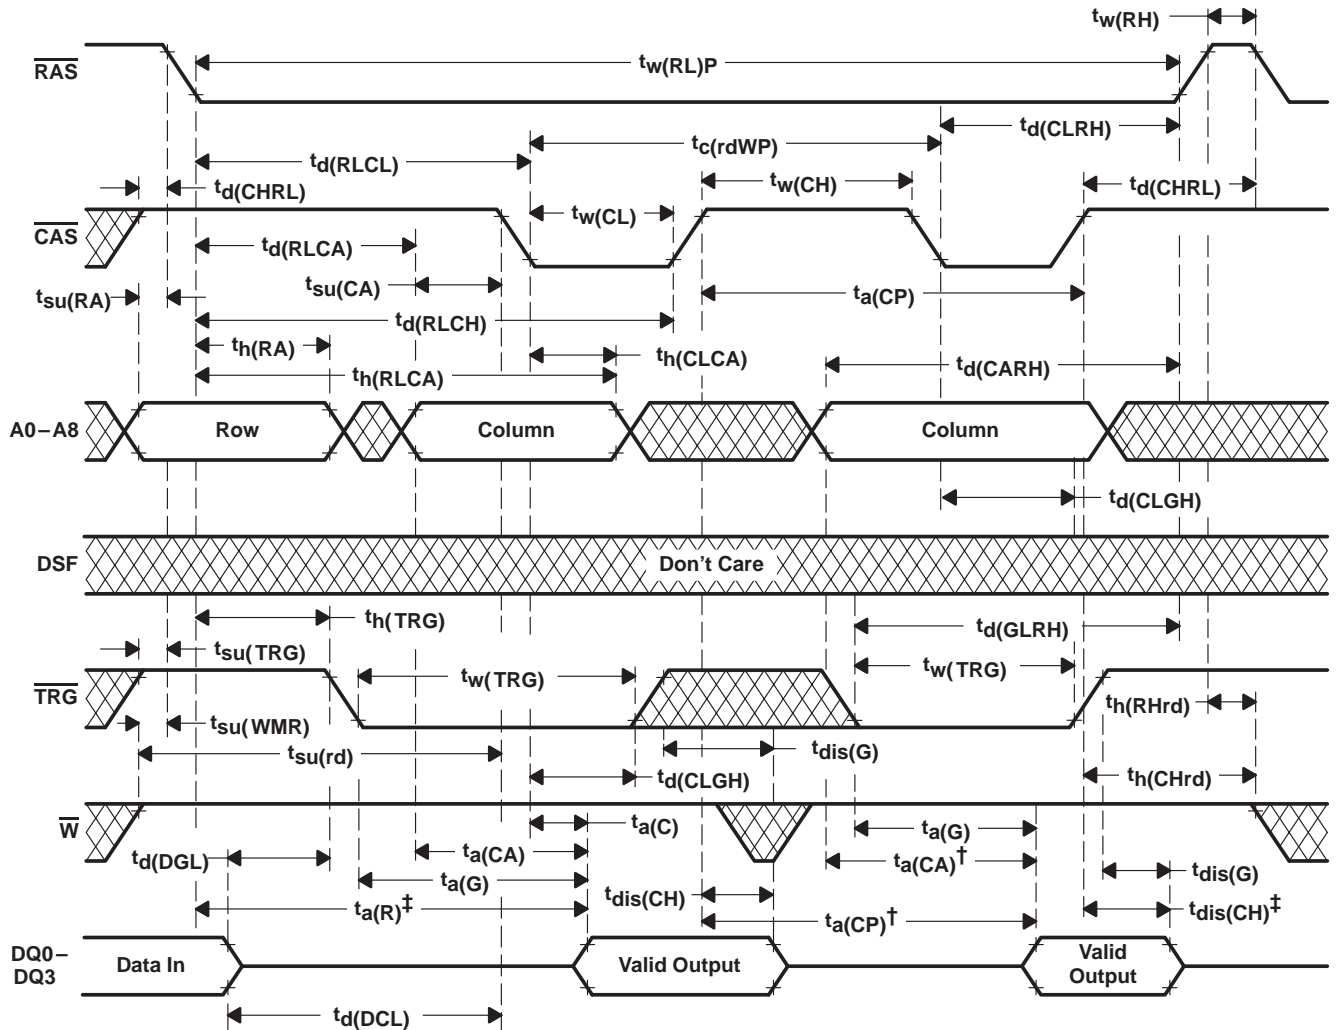 tw(RH)
RAS
tw(RL)P
td(CLRH)
tc(rdWP)
td(RLCL)
td(CHRL)
tw(CH)
td(CHRL)
tw(CL)
CAS
td(RLCA)
tsu(CA)
tsu(RA)
ta(CP)
td(RLCH)
th(RA)
th(CLCA)
td(CARH)
th(RLCA)
A0–A8
Row
Column
Column
td(CLGH)
DSF
Don't Care
th(TRG)
td(GLRH)
tsu(TRG)
tw(TRG)
tw(TRG)
TRG
th(RHrd)
tsu(WMR)
tsu(rd)
tdis(G)
td(CLGH)
th(CHrd)
W
ta(C)
ta(G)
td(DGL)
ta(CA)
ta(CA)†
ta(G)
tdis(CH)
tdis(G)
ta(R)‡
ta(CP)†
tdis(CH)‡
DQ0–
DQ3
Data In
Valid Output
Valid
Output
td(DCL)